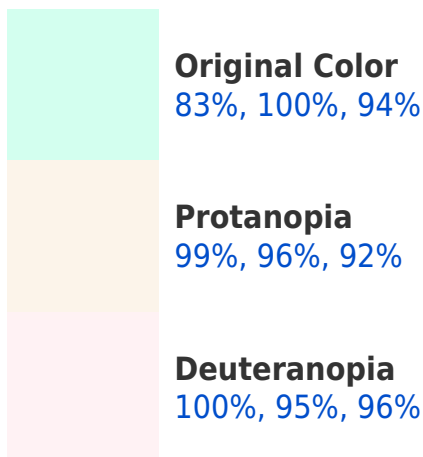 Original Color
83%, 100%, 94%
Protanopia
99%, 96%, 92%
Deuteranopia
100%, 95%, 96%